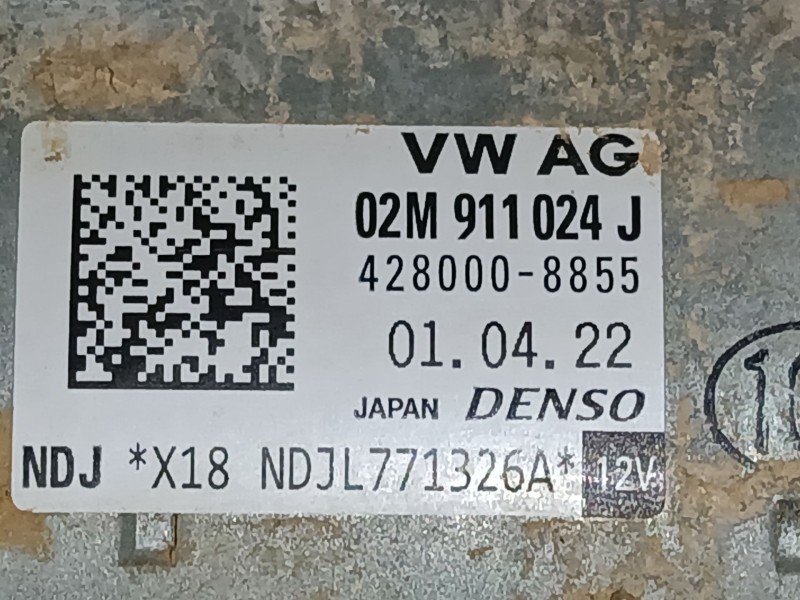 VW AG
02M 911 024 J
428000-8855
01.04.22
JAPAN DENSO
NDJ *X18 NDJL771326A* 12V